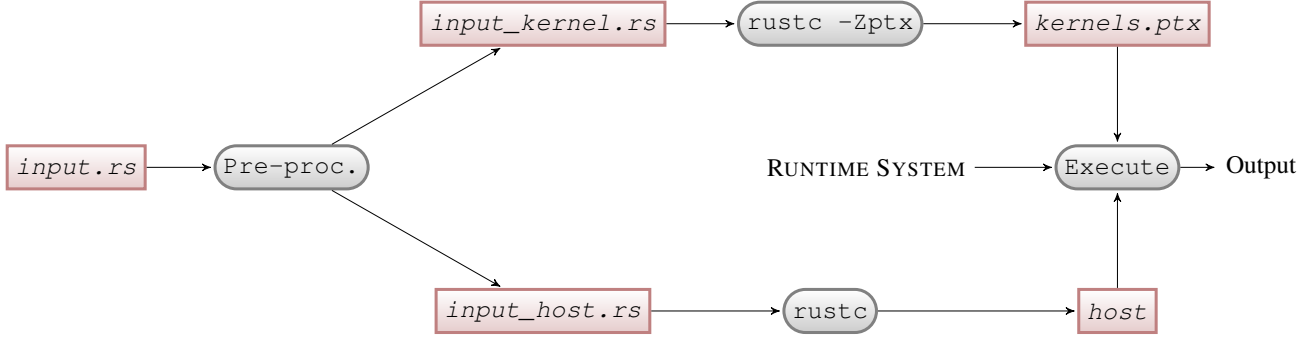 input_kernel.rs
rustc -Zptx
kernels.ptx
input.rs
Pre-proc.
RUNTIME SYSTEM
Execute
Output
input_host.rs
rustc
host